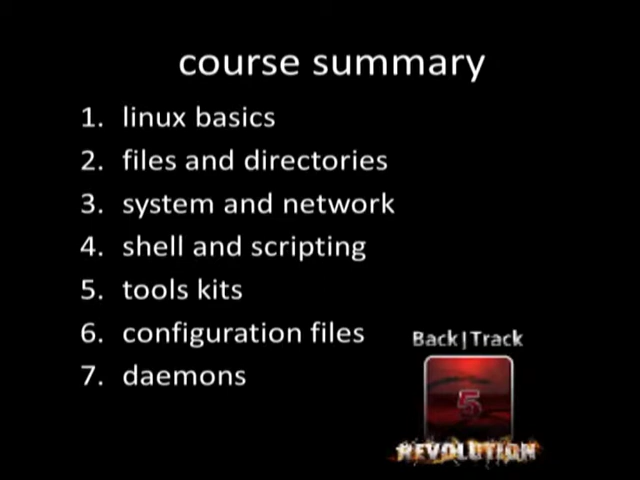 course summary
1. linux basics
2. files and directories
3. system and network
4. shell and scripting
5. tools kits
6. configuration files
7. daemons
Back|Track
5
REVOLUTION